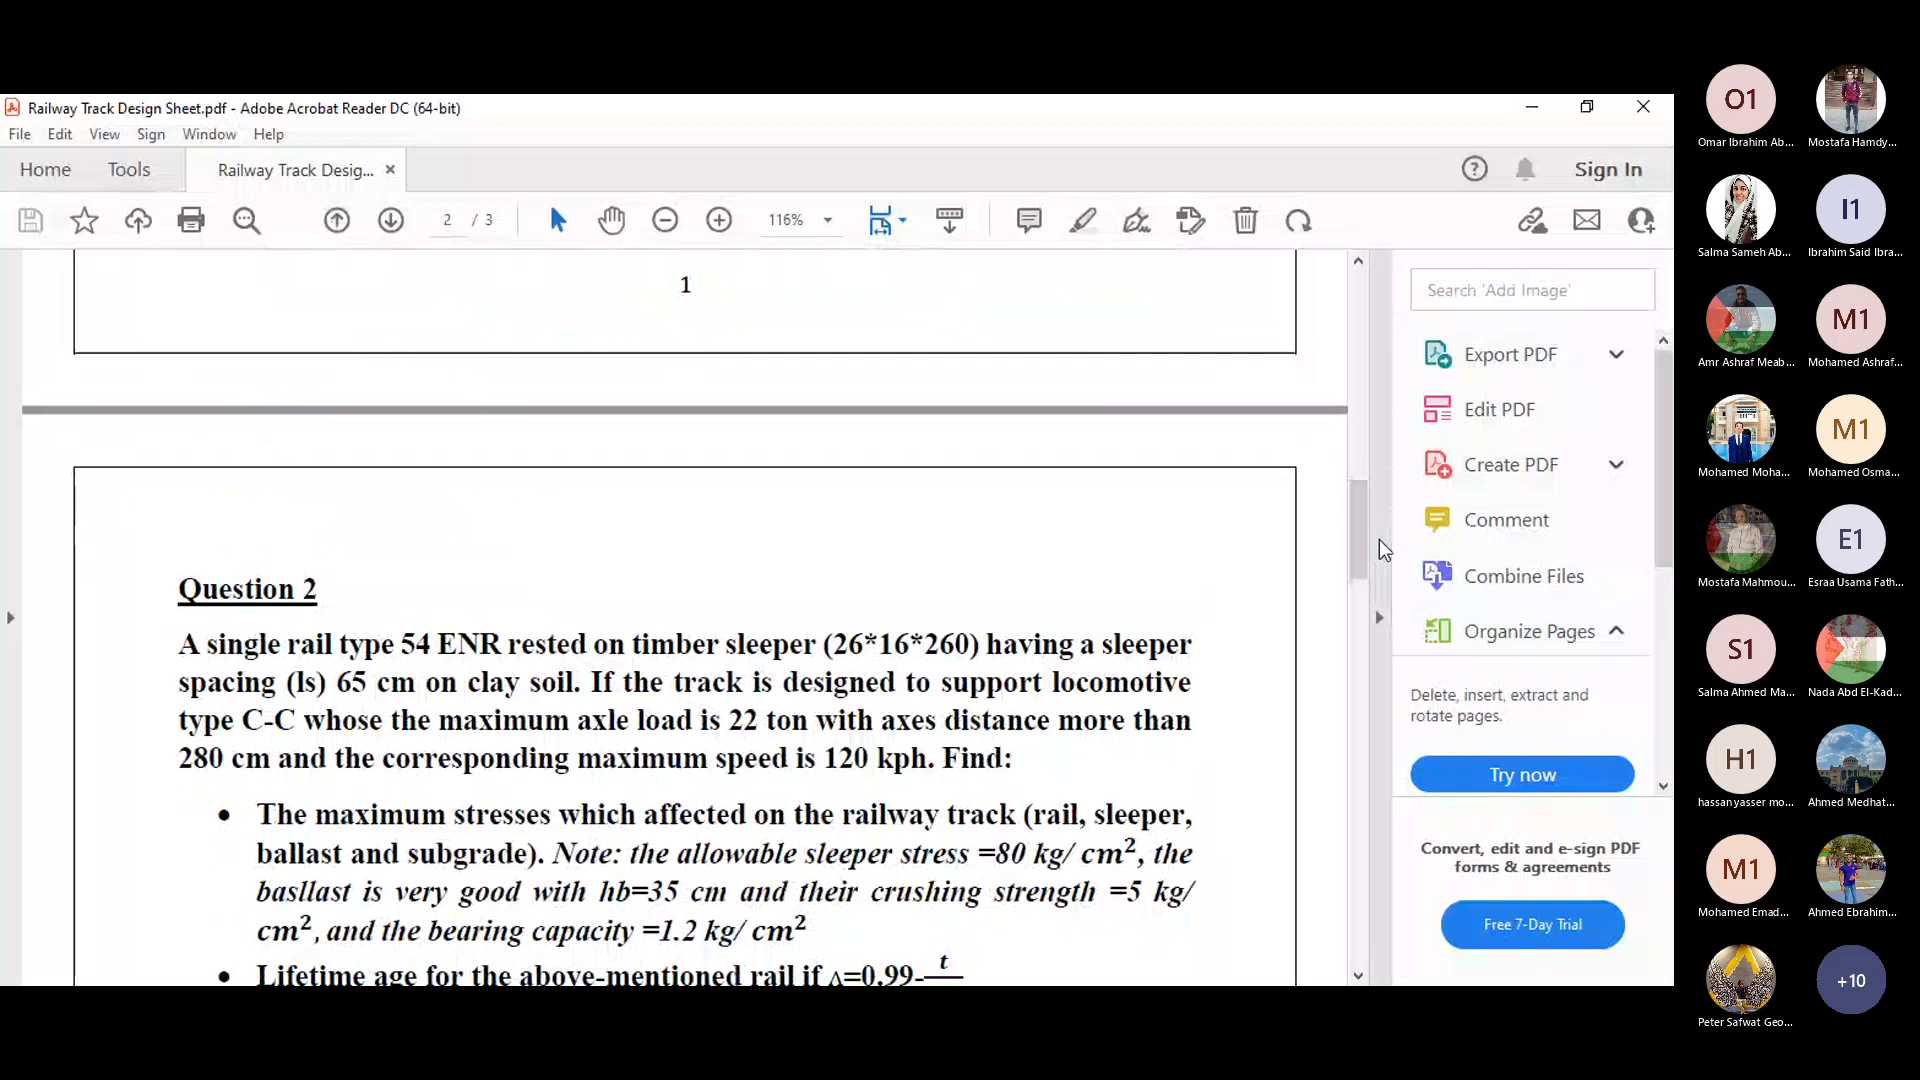 Railway Track Design Sheet.pdf - Adobe Acrobat Reader DC (64-bit)
File Edit View Sign Window Help
Home Tools Railway Track Desig... × Sign In
2 / 3 116%
1
Question 2
A single rail type 54 ENR rested on timber sleeper (26*16*260) having a sleeper
spacing (ls) 65 cm on clay soil. If the track is designed to support locomotive
type C-C whose the maximum axle load is 22 ton with axes distance more than
280 cm and the corresponding maximum speed is 120 kph. Find:
• The maximum stresses which affected on the railway track (rail, sleeper,
ballast and subgrade). Note: the allowable sleeper stress =80 kg/ cm², the
basllast is very good with hb=35 cm and their crushing strength =5 kg/
cm², and the bearing capacity =1.2 kg/ cm²
• Lifetime age for the above-mentioned rail if Δ=0.99-t
Search 'Add Image'
Export PDF
Edit PDF
Create PDF
Comment
Combine Files
Organize Pages
Delete, insert, extract and
rotate pages.
Try now
Convert, edit and e-sign PDF
forms & agreements
Free 7-Day Trial
O1
Omar Ibrahim Ab... Mostafa Hamdy...
I1
Salma Sameh Ab... Ibrahim Said Ibra...
M1
Amr Ashraf Meab... Mohamed Ashraf...
M1
Mohamed Moha... Mohamed Osma...
E1
Mostafa Mahmou... Esraa Usama Fath...
S1
Salma Ahmed Ma... Nada Abd El-Kad...
H1
hassan yasser mo... Ahmed Medhat...
M1
Mohamed Emad... Ahmed Ebrahim...
+10
Peter Safwat Geo...